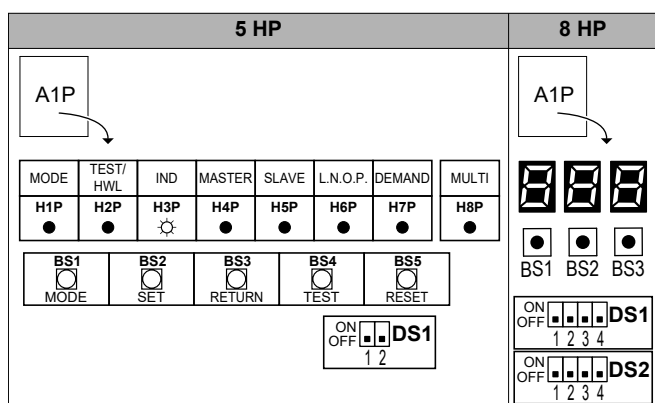 5 HP
8 HP
A1P
A1P
MODE TEST/HWL IND MASTER SLAVE L.N.O.P. DEMAND MULTI
H1P H2P H3P H4P H5P H6P H7P H8P
BS1 BS2 BS3 BS4 BS5
MODE SET RETURN TEST RESET
ON
OFF
DS1
1 2
888
BS1 BS2 BS3
ON
OFF
DS1
1 2 3 4
ON
OFF
DS2
1 2 3 4